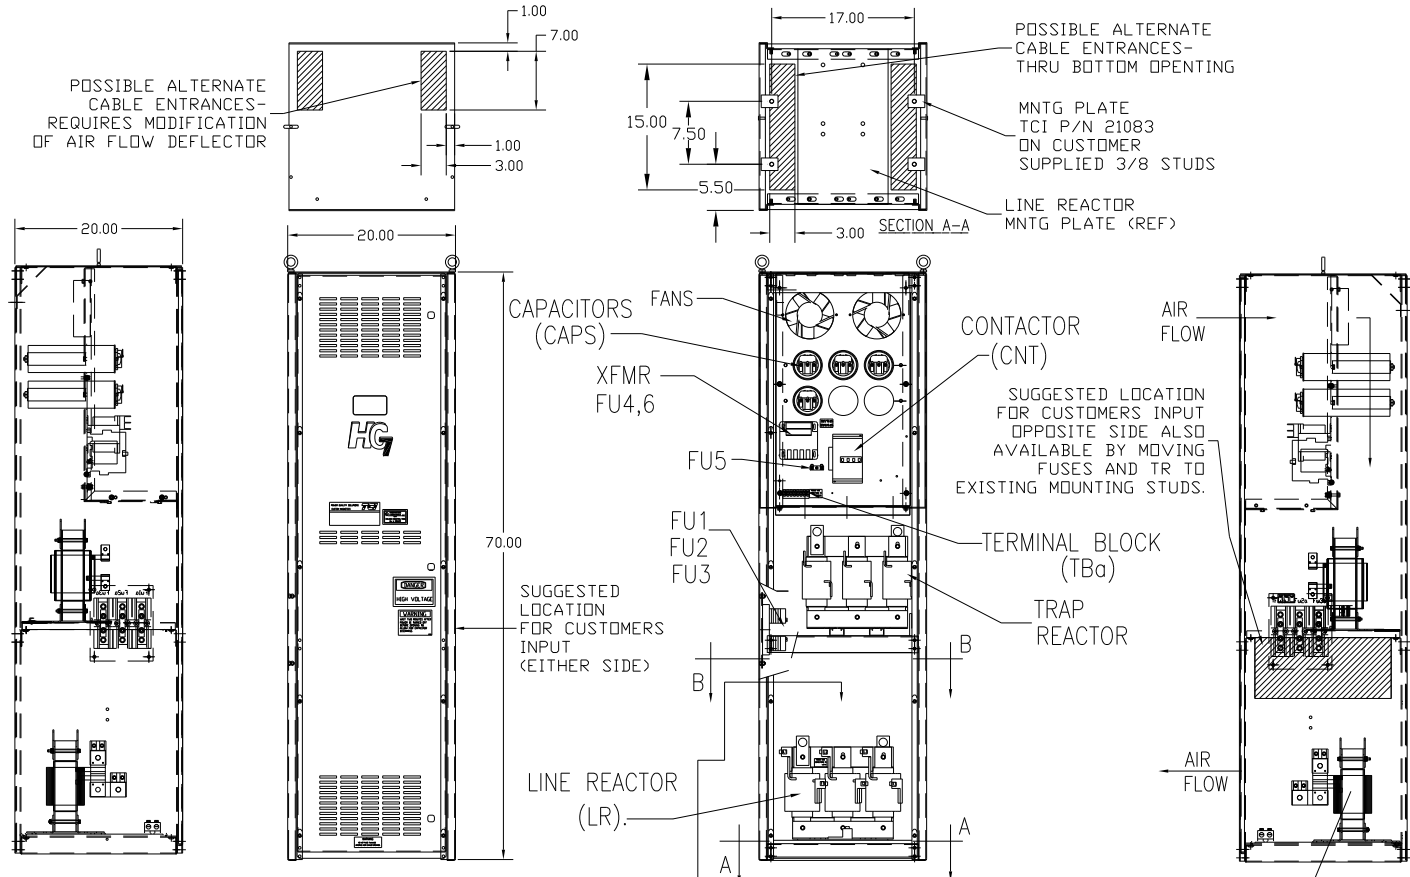 1.00
7.00
POSSIBLE ALTERNATE
CABLE ENTRANCES-
REQUIRES MODIFICATION
OF AIR FLOW DEFLECTOR
1.00
3.00
17.00
POSSIBLE ALTERNATE
CABLE ENTRANCES-
THRU BOTTOM OPENTING
15.00
7.50
5.50
MNTG PLATE
TCI P/N 21083
ON CUSTOMER
SUPPLIED 3/8 STUDS
LINE REACTOR
MNTG PLATE (REF)
3.00
SECTION A-A
20.00
20.00
CAPACITORS
(CAPS)
FANS
XFMR
FU4,6
FU5
CONTACTOR
(CNT)
AIR
FLOW
SUGGESTED LOCATION
FOR CUSTOMERS INPUT
OPPOSITE SIDE ALSO
AVAILABLE BY MOVING
FUSES AND TR TO
EXISTING MOUNTING STUDS.
HG7
TCI
70.00
FU1
FU2
FU3
TERMINAL BLOCK
(TBa)
TRAP
REACTOR
DANGER
HIGH VOLTAGE
WARNING
SUGGESTED
LOCATION
FOR CUSTOMERS
INPUT
(EITHER SIDE)
B
B
LINE REACTOR
(LR).
AIR
FLOW
A
A